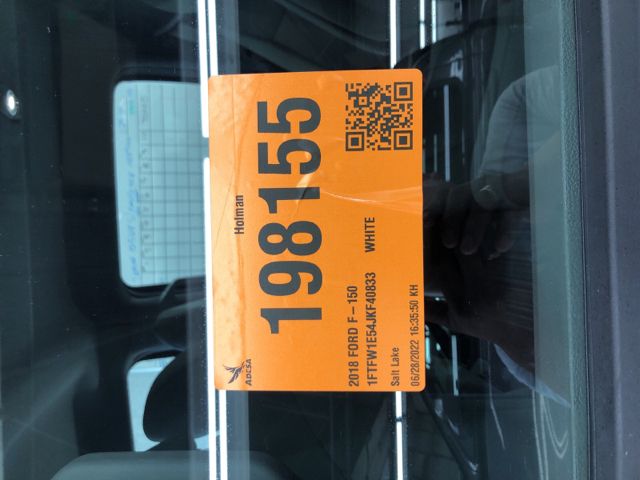 ADESA
Holman
198155
2018 FORD F-150
1FTFW1E54JKF40833 WHITE
Salt Lake
06/28/2022 16:35:50 KH